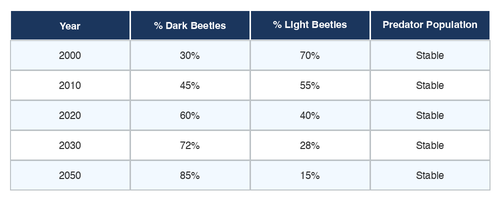 Year % Dark Beetles % Light Beetles Predator Population
2000 30% 70% Stable
2010 45% 55% Stable
2020 60% 40% Stable
2030 72% 28% Stable
2050 85% 15% Stable